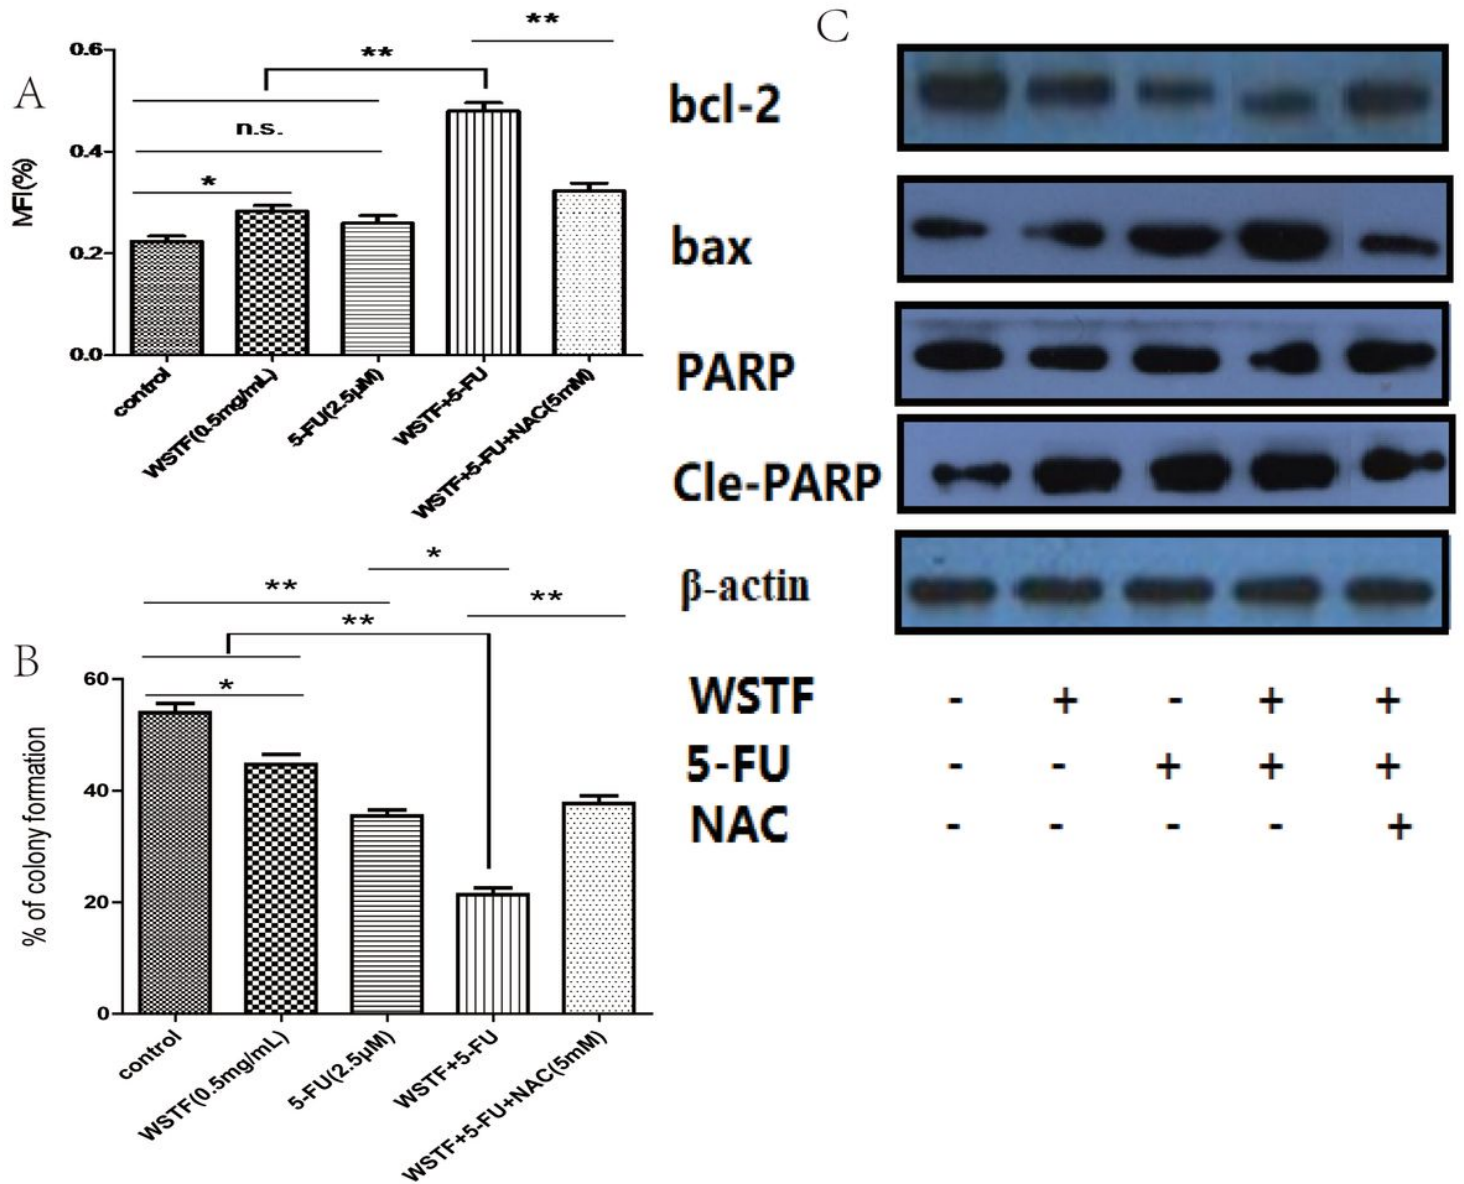 A
MFI(%)
0.6
0.4
0.2
0.0
**
**
n.s.
*
control
WSTF(0.5mg/mL)
5-FU(2.5μM)
WSTF+5-FU
WSTF+5-FU+NAC(5mM)
B
% of colony formation
60
40
20
0
*
**
**
**
*
control
WSTF(0.5mg/mL)
5-FU(2.5μM)
WSTF+5-FU
WSTF+5-FU+NAC(5mM)
C
bcl-2
bax
PARP
Cle-PARP
β-actin
WSTF - + - + +
5-FU - - + + +
NAC - - - - +